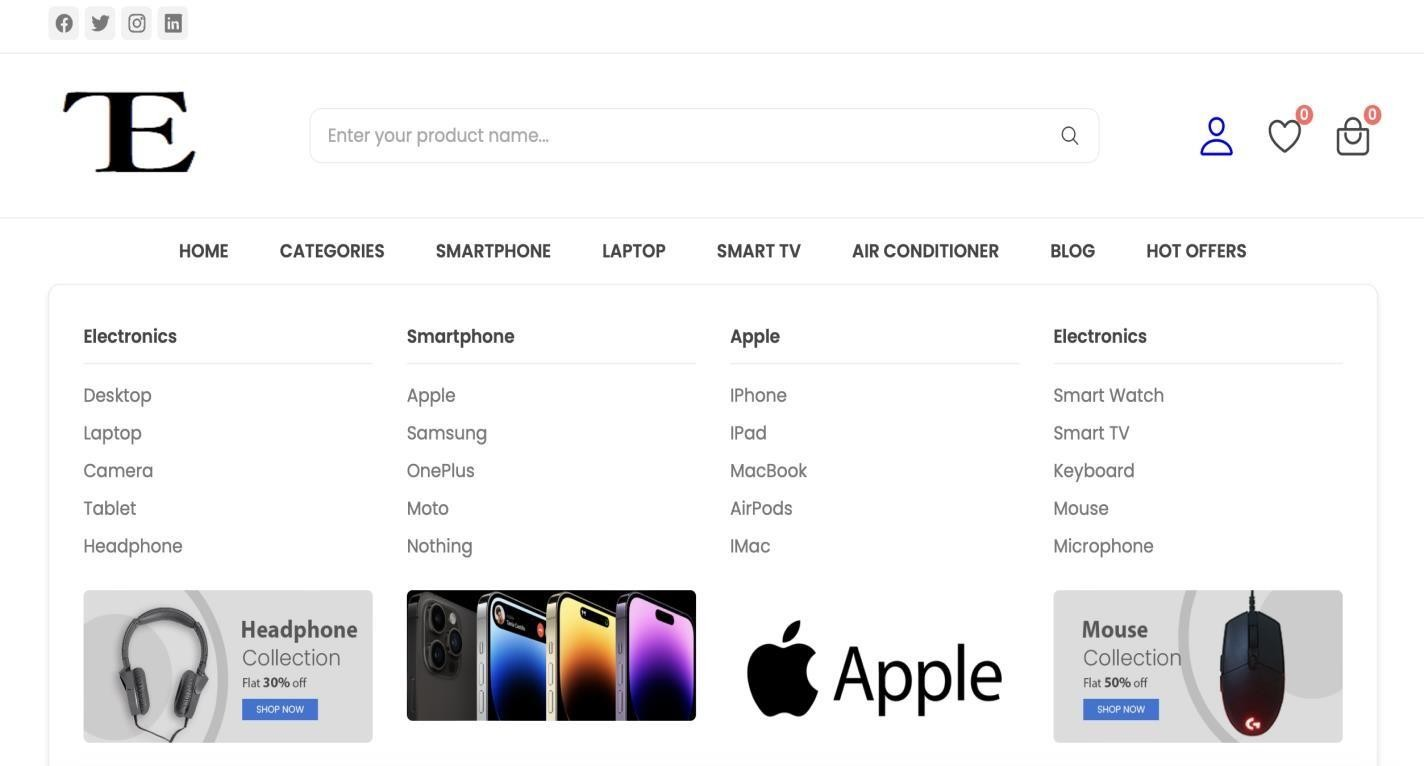 TE
Enter your product name...
0
0
HOME CATEGORIES SMARTPHONE LAPTOP SMART TV AIR CONDITIONER BLOG HOT OFFERS
Electronics
Desktop
Laptop
Camera
Tablet
Headphone
Headphone
Collection
Flat 30% off
SHOP NOW
Smartphone
Apple
Samsung
OnePlus
Moto
Nothing
Apple
IPhone
IPad
MacBook
AirPods
IMac
Apple
Electronics
Smart Watch
Smart TV
Keyboard
Mouse
Microphone
Mouse
Collection
Flat 50% off
SHOP NOW